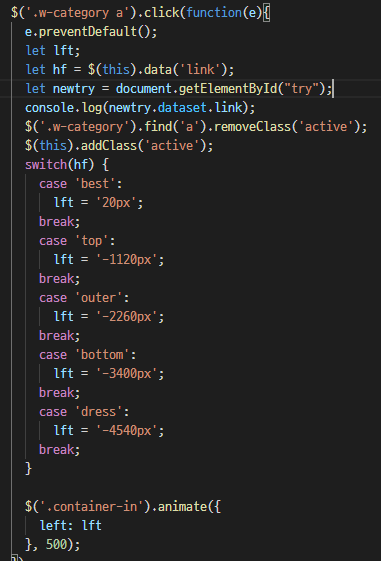 $('.w-category a').click(function(e){
e.preventDefault();
let lft;
let hf = $(this).data('link');
let newtry = document.getElementById("try");
console.log(newtry.dataset.link);
$('.w-category').find('a').removeClass('active');
$(this).addClass('active');
switch(hf) {
case 'best':
lft = '20px';
break;
case 'top':
lft = '-1120px';
break;
case 'outer':
lft = '-2260px';
break;
case 'bottom':
lft = '-3400px';
break;
case 'dress':
lft = '-4540px';
break;
}
$('.container-in').animate({
left: lft
}, 500);